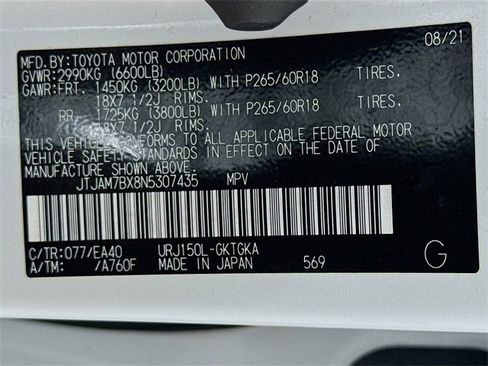 MFD.BY:TOYOTA MOTOR CORPORATION 08/21
GVWR:2990KG (6600LB)
GAWR:FRT. 1450KG (3200LB) WITH P265/60R18 TIRES,
18X7 1/2J RIMS.
RR. 1725KG (3800LB) WITH P265/60R18 TIRES,
18X7 1/2J RIMS.
THIS VEHICLE CONFORMS TO ALL APPLICABLE FEDERAL MOTOR
VEHICLE SAFETY STANDARDS IN EFFECT ON THE DATE OF
MANUFACTURE SHOWN ABOVE.
JTJAM7BX8N5307435 MPV
C/TR:077/EA40 URJ150L-GKTGKA
A/TM: /A760F MADE IN JAPAN 569 G